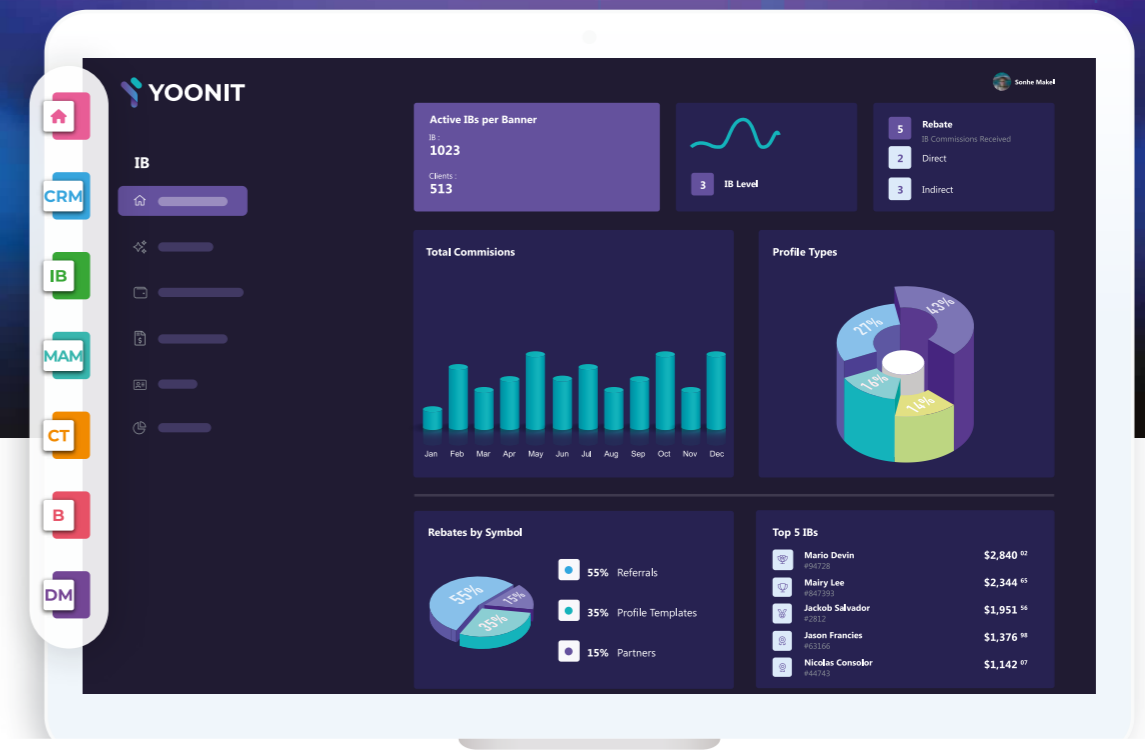 YOONIT
Sonhe Makel
IB
CRM
IB
MAM
CT
B
DM
Active IBs per Banner
IB :
1023
Clients :
513
3 IB Level
5 Rebate
IB Commissions Received
2 Direct
3 Indirect
Total Commisions
Jan Feb Mar Apr May Jun Jul Aug Sep Oct Nov Dec
Profile Types
27% 43%
16% 14%
Rebates by Symbol
55% 15%
35%
55% Referrals
35% Profile Templates
15% Partners
Top 5 IBs
Mario Devin $2,840 02
#94728
Mairy Lee $2,344 65
#847393
Jackob Salvador $1,951 56
#2812
Jason Francies $1,376 98
#63166
Nicolas Consolor $1,142 07
#44743